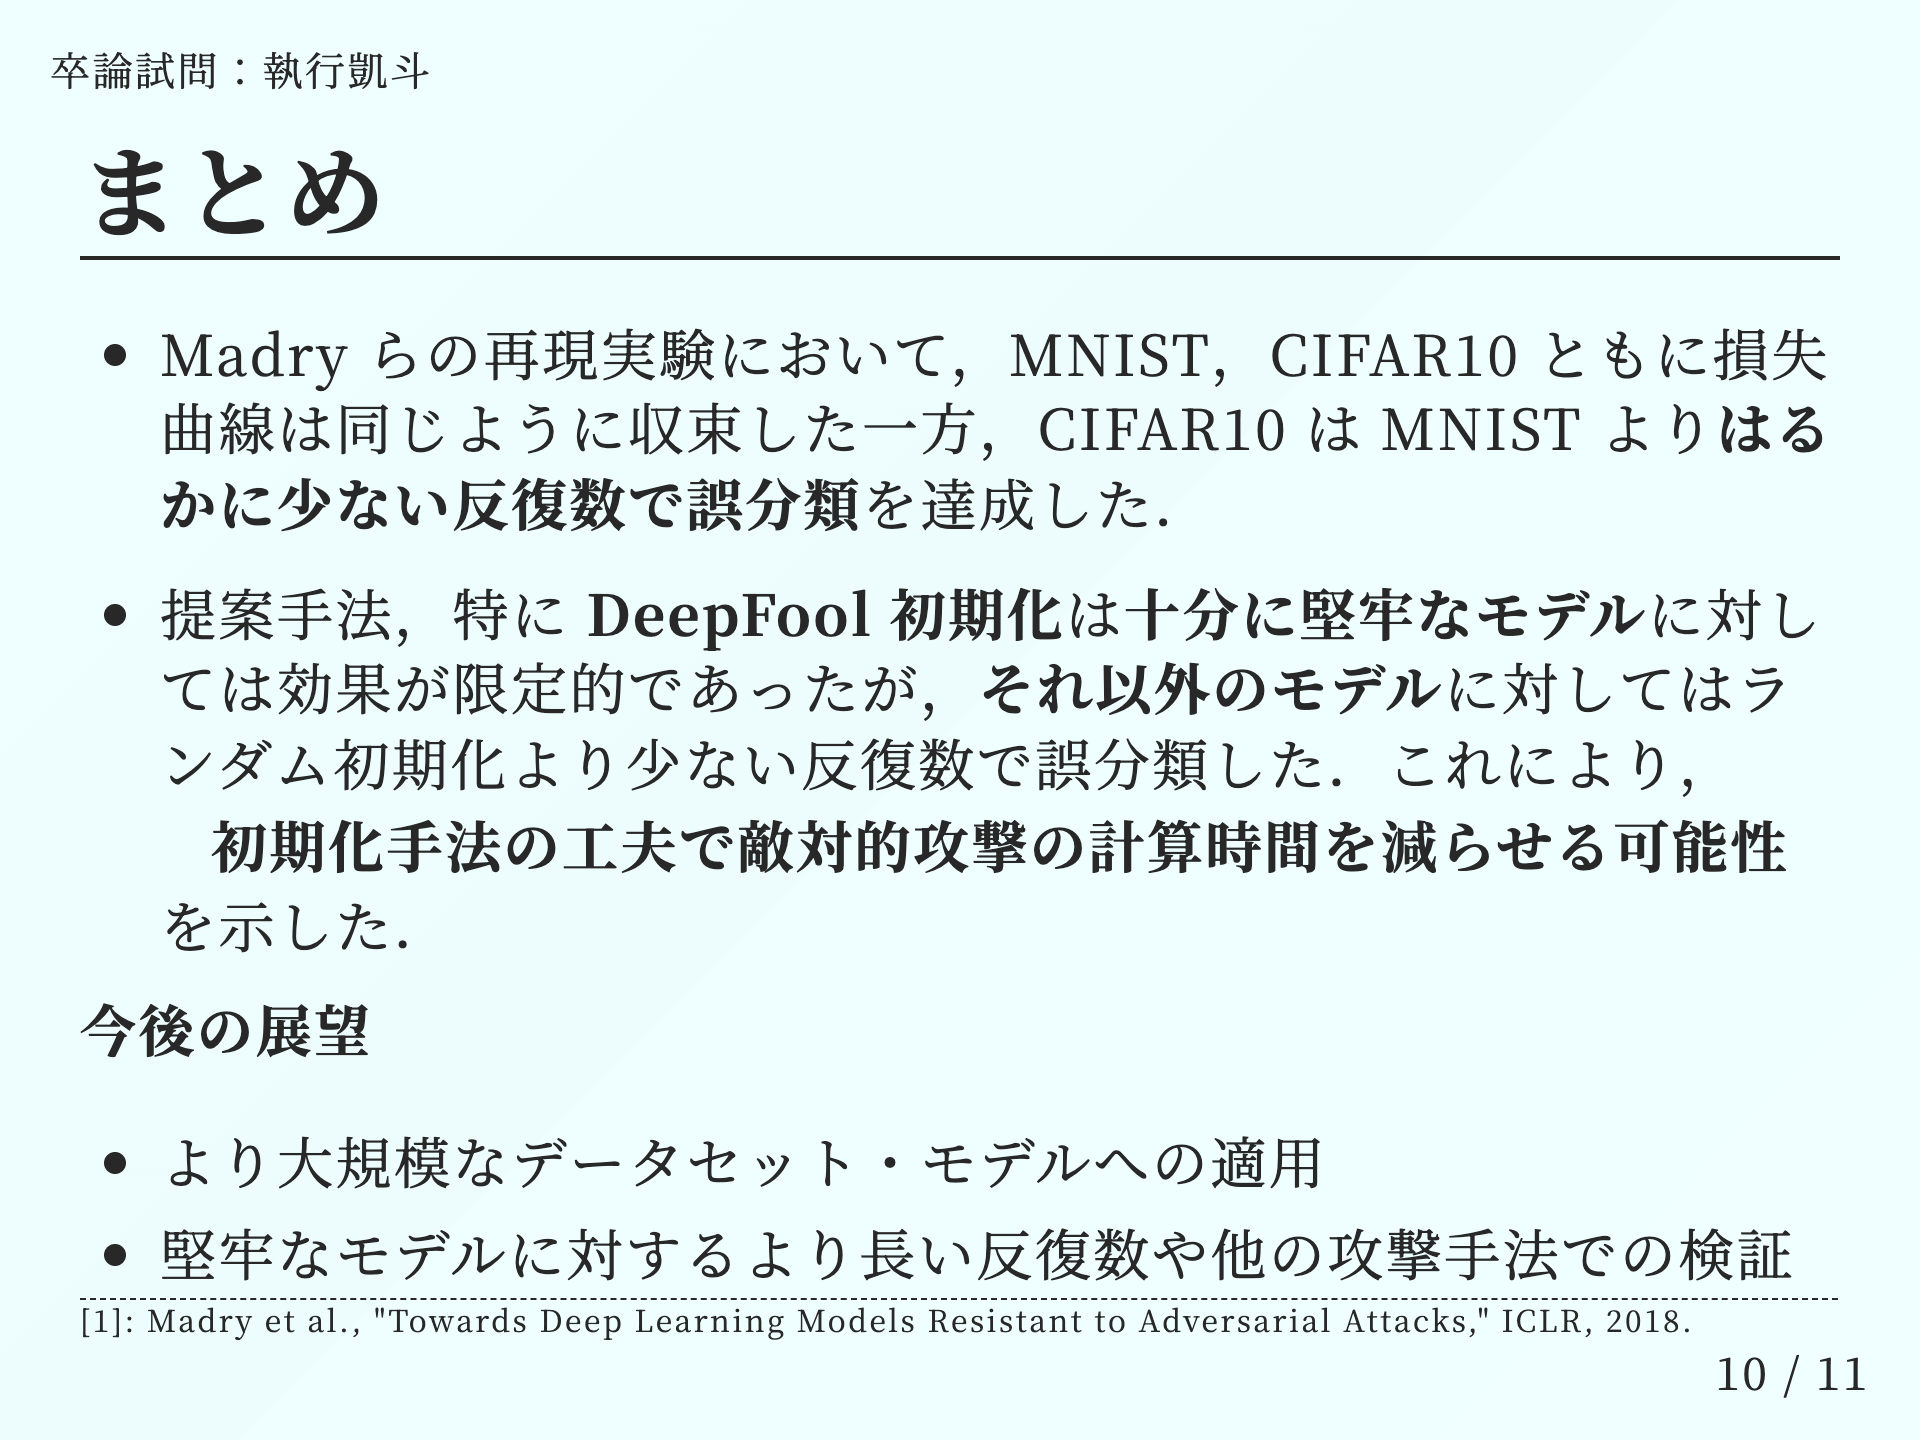 卒論試問：執行凱斗
まとめ
• Madry らの再現実験において，MNIST，CIFAR10 ともに損失
曲線は同じように収束した一方，CIFAR10 は MNIST よりはる
かに少ない反復数で誤分類を達成した．
• 提案手法，特に DeepFool 初期化は十分に堅牢なモデルに対し
ては効果が限定的であったが，それ以外のモデルに対してはラ
ンダム初期化より少ない反復数で誤分類した．これにより，
初期化手法の工夫で敵対的攻撃の計算時間を減らせる可能性
を示した．
今後の展望
• より大規模なデータセット・モデルへの適用
• 堅牢なモデルに対するより長い反復数や他の攻撃手法での検証
[1]: Madry et al., "Towards Deep Learning Models Resistant to Adversarial Attacks," ICLR, 2018.
10 / 11